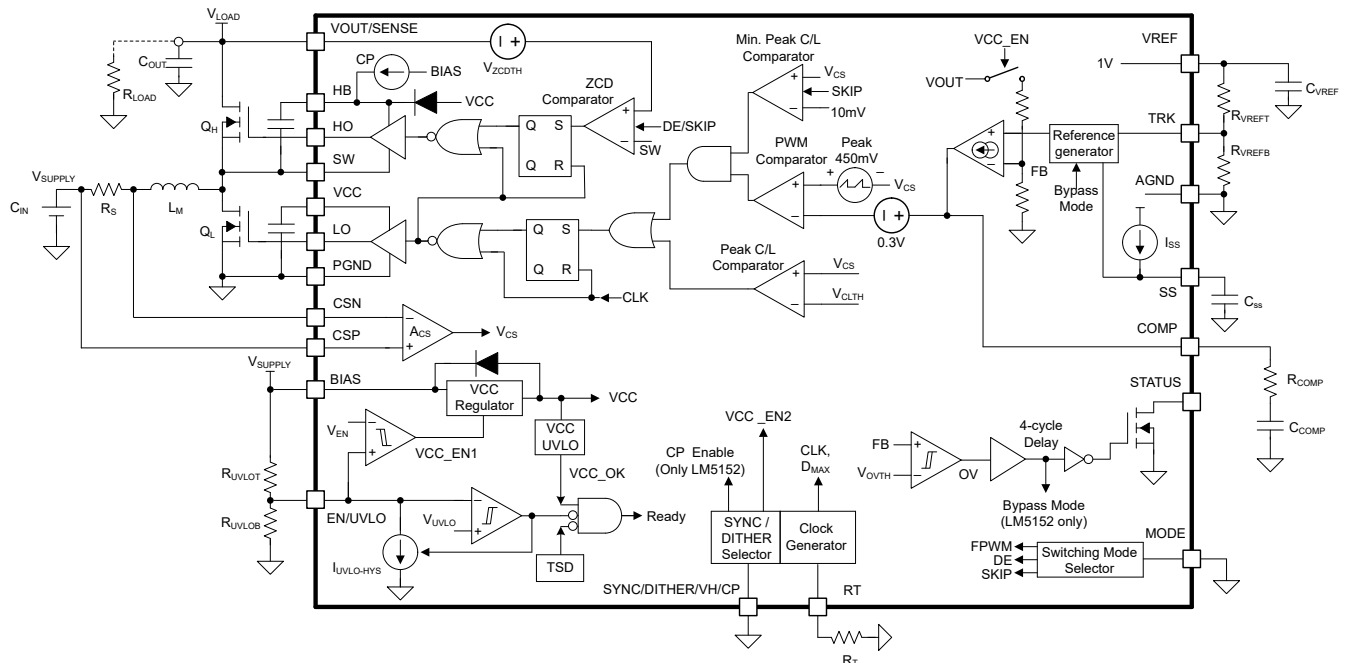 VLOAD
VOUT/SENSE
VZCDTH
COUT
RLOAD
CP
BIAS
HB
VCC
QH
HO
SW
ZCD
Comparator
DE/SKIP
SW
Q
S
Q
R
Min. Peak C/L
Comparator
VCS
SKIP
10mV
PWM
Comparator
Peak
450mV
VCS
0.3V
VCC_EN
VOUT
FB
Reference
generator
Bypass
Mode
VREF
1V
CVREF
RVREFT
TRK
RVREFB
AGND
ISS
SS
Css
VSUPPLY
CIN
RS
LM
VCC
QL
LO
PGND
Q
S
Q
R
CLK
Peak C/L
Comparator
VCS
VCLTH
CSN
CSP
ACS
VCS
COMP
RCOMP
CCOMP
VSUPPLY
BIAS
VCC
Regulator
VCC
VCC
UVLO
VCC_OK
VEN
VCC_EN1
RUVLOT
EN/UVLO
RUVLOB
VUVLO
IUVLO-HYS
TSD
Ready
VCC_EN2
CP Enable
(Only LM5152)
CLK,
DMAX
SYNC /
DITHER
Selector
Clock
Generator
SYNC/DITHER/VH/CP
RT
RT
STATUS
FB
VOVTH
OV
4-cycle
Delay
Bypass Mode
(LM5152 only)
MODE
FPWM
DE
SKIP
Switching Mode
Selector